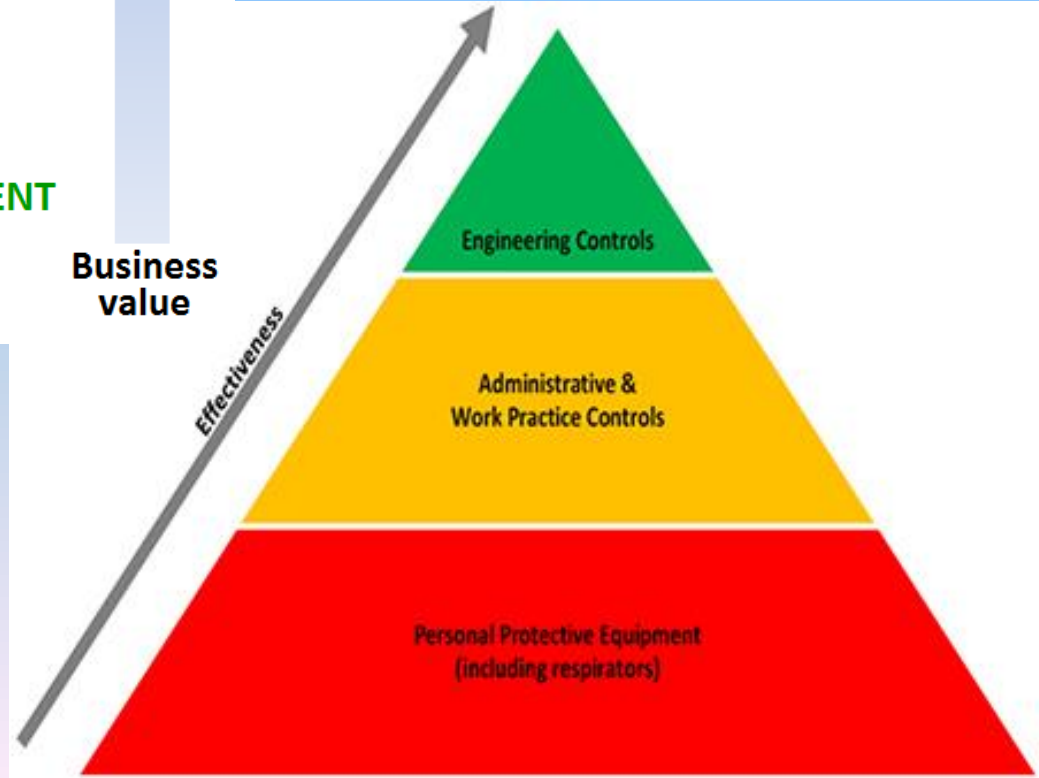 ENT
Business
value
Effectiveness
Engineering Controls
Administrative &
Work Practice Controls
Personal Protective Equipment
(including respirators)